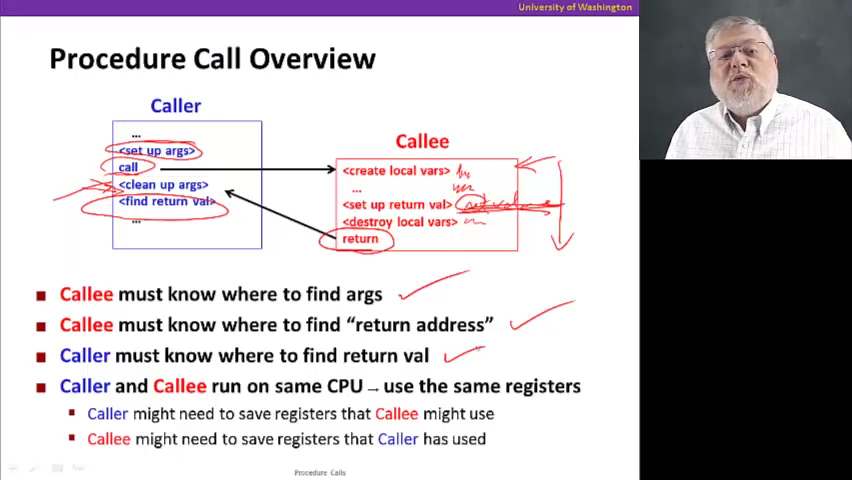 University of Washington
Procedure Call Overview
Caller
Callee
...
<set up args>
call
<clean up args>
<find return val>
...
<create local vars>
...
<set up return val>
<destroy local vars>
return
Callee must know where to find args
Callee must know where to find “return address”
Caller must know where to find return val
Caller and Callee run on same CPU → use the same registers
Caller might need to save registers that Callee might use
Callee might need to save registers that Caller has used
Procedure Calls